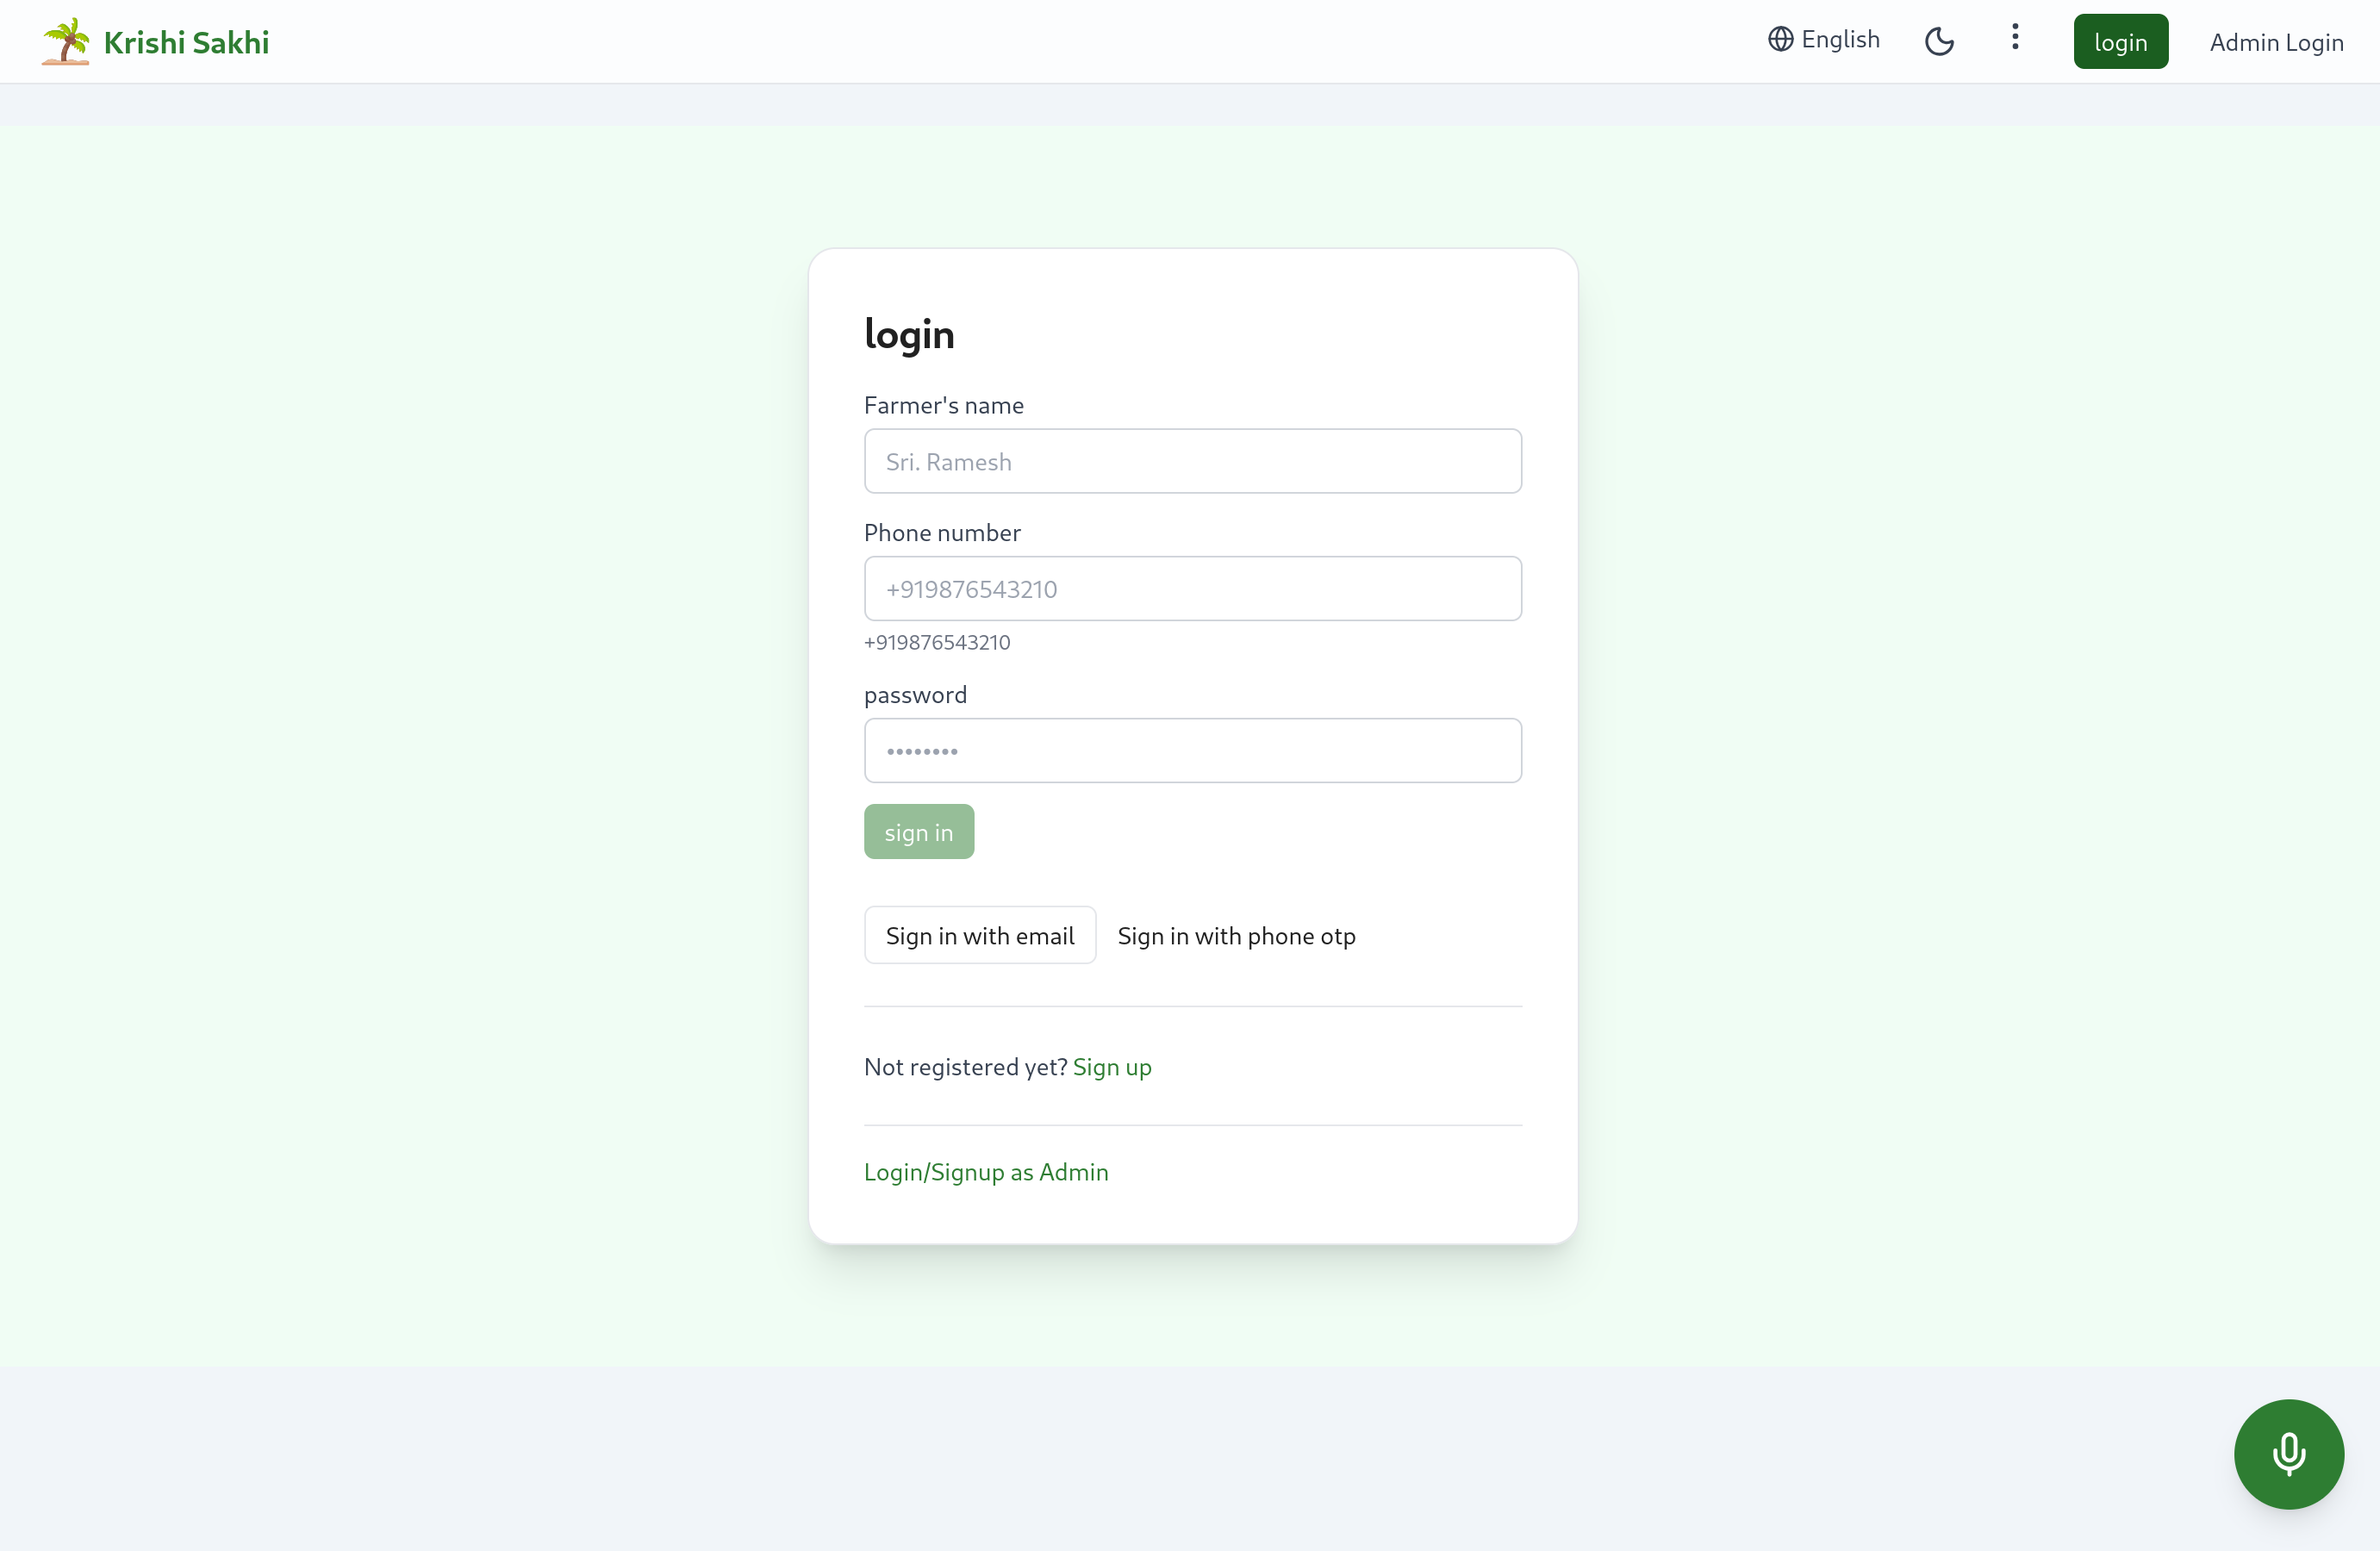 Krishi Sakhi
English
login
Admin Login
login
Farmer's name
Sri. Ramesh
Phone number
+919876543210
+919876543210
password
••••••••
sign in
Sign in with email
Sign in with phone otp
Not registered yet? Sign up
Login/Signup as Admin